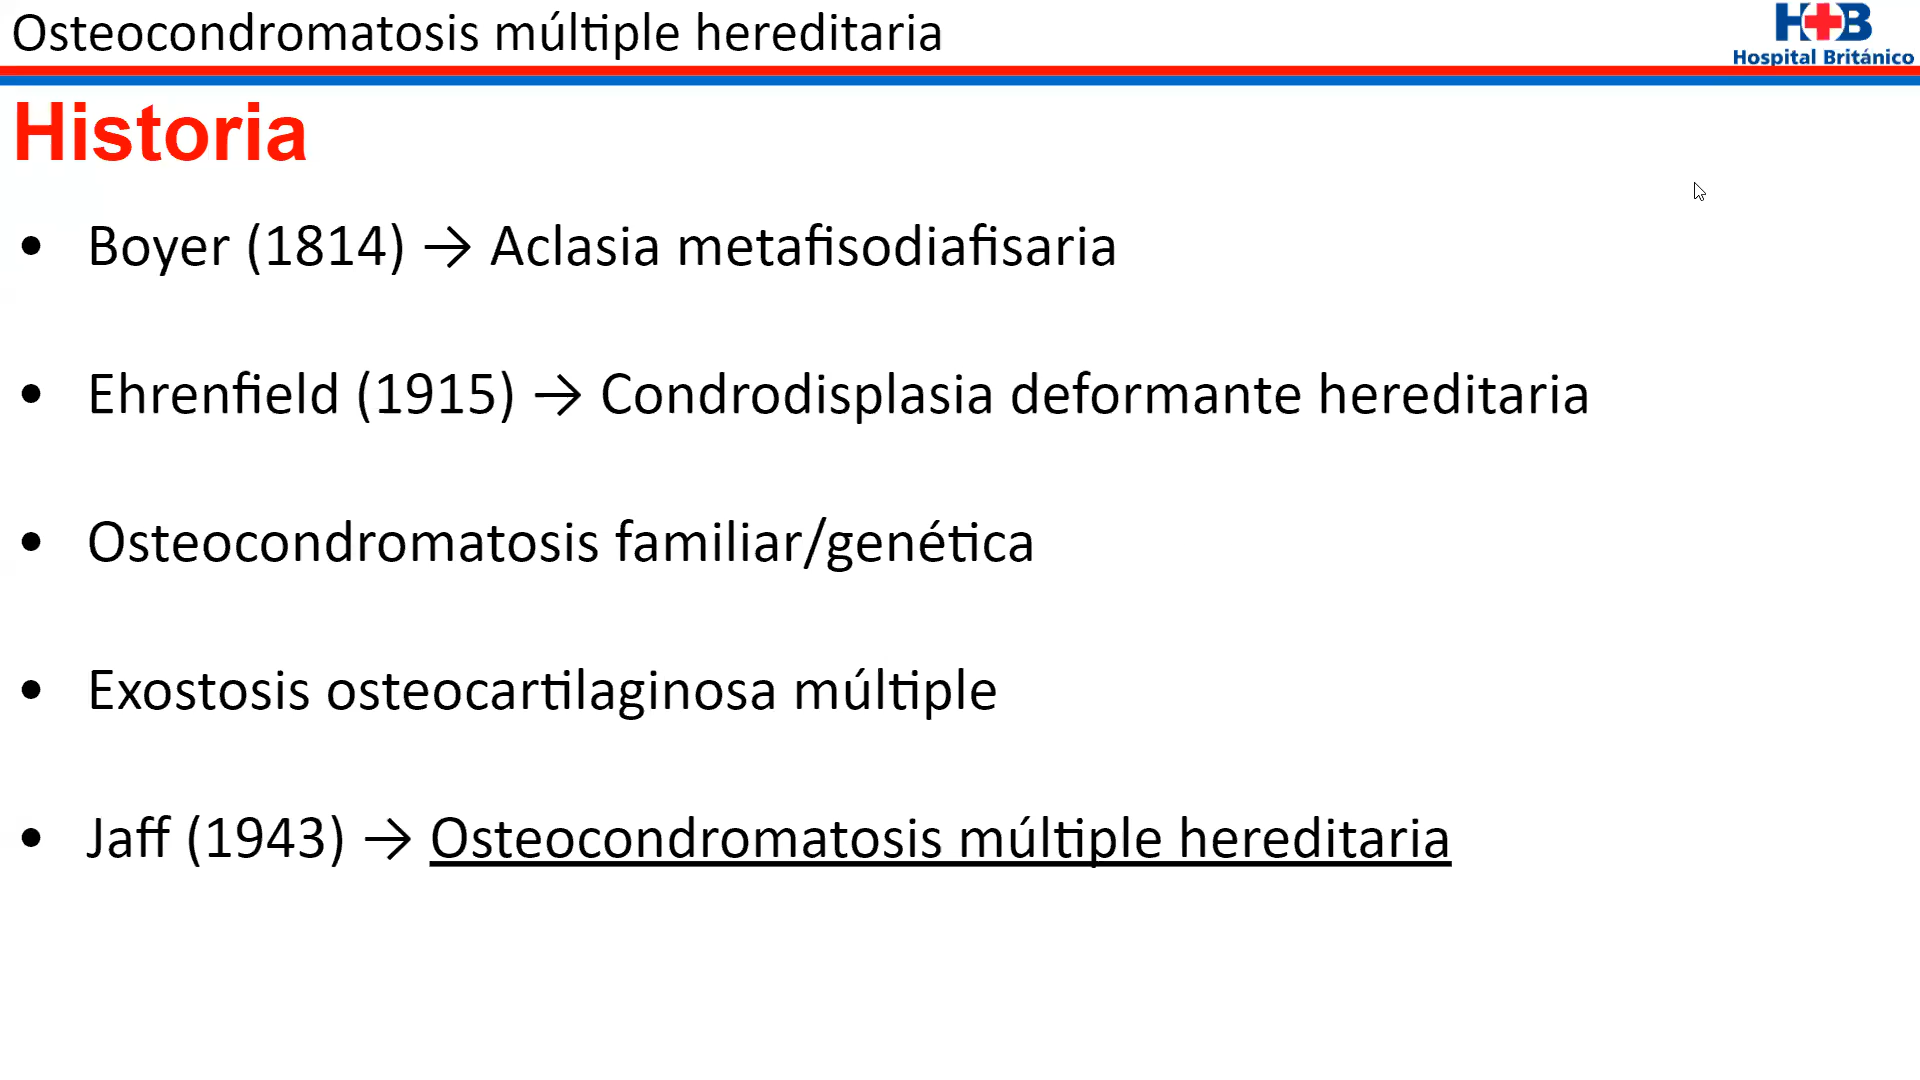 Osteocondromatosis múltiple hereditaria
H+B
Hospital Británico
Historia
• Boyer (1814) → Aclasia metafisodiafisaria
• Ehrenfield (1915) → Condrodisplasia deformante hereditaria
• Osteocondromatosis familiar/genética
• Exostosis osteocartilaginosa múltiple
• Jaff (1943) → Osteocondromatosis múltiple hereditaria